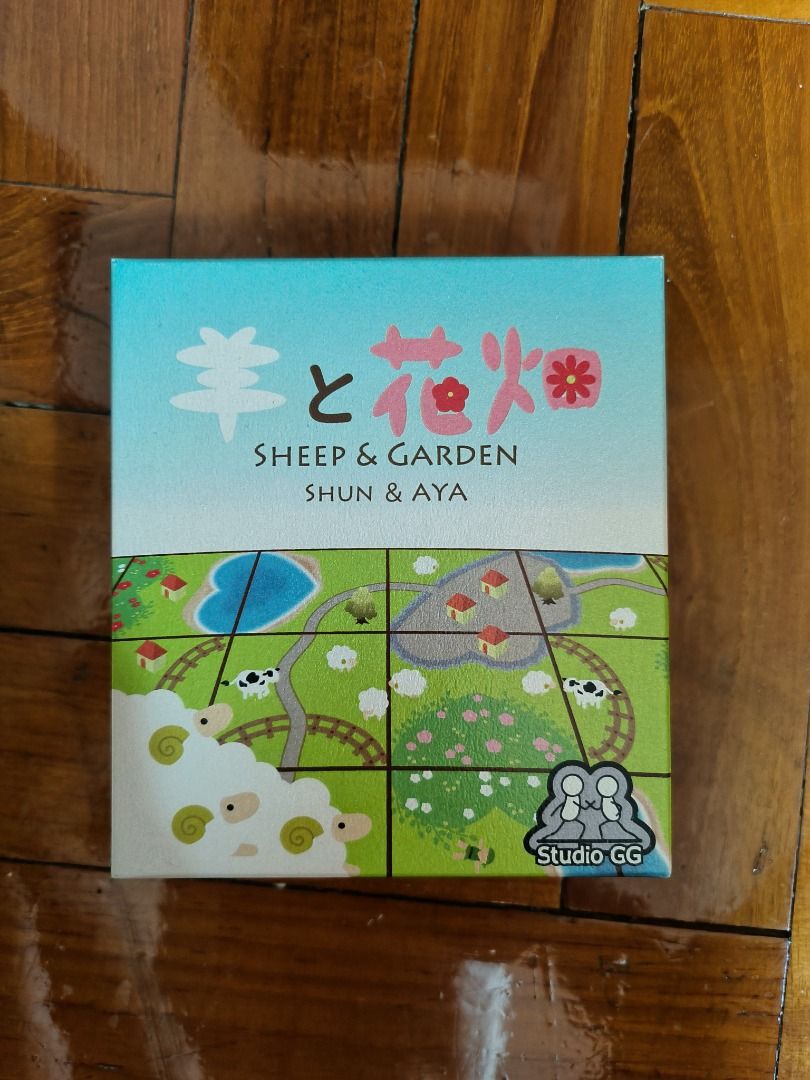 羊と花畑
SHEEP & GARDEN
SHUN & AYA
Studio GG